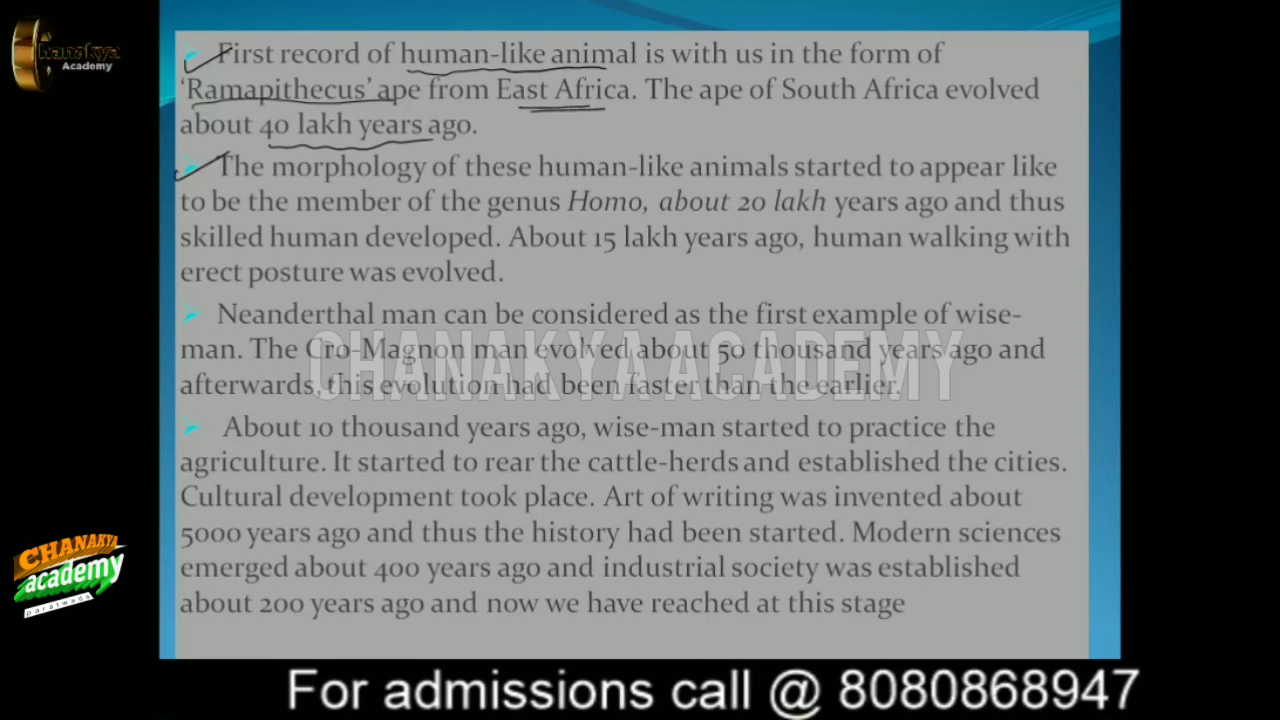 Chanakya
Academy
First record of human-like animal is with us in the form of
‘Ramapithecus’ ape from East Africa. The ape of South Africa evolved
about 40 lakh years ago.
The morphology of these human-like animals started to appear like
to be the member of the genus Homo, about 20 lakh years ago and thus
skilled human developed. About 15 lakh years ago, human walking with
erect posture was evolved.
Neanderthal man can be considered as the first example of wise-
man. The Cro-Magnon man evolved about 50 thousand years ago and
afterwards, this evolution had been faster than the earlier.
CHANAKYA ACADEMY
About 10 thousand years ago, wise-man started to practice the
agriculture. It started to rear the cattle-herds and established the cities.
Cultural development took place. Art of writing was invented about
5000 years ago and thus the history had been started. Modern sciences
emerged about 400 years ago and industrial society was established
about 200 years ago and now we have reached at this stage
CHANAKYA
academy
paratwada
For admissions call @ 8080868947